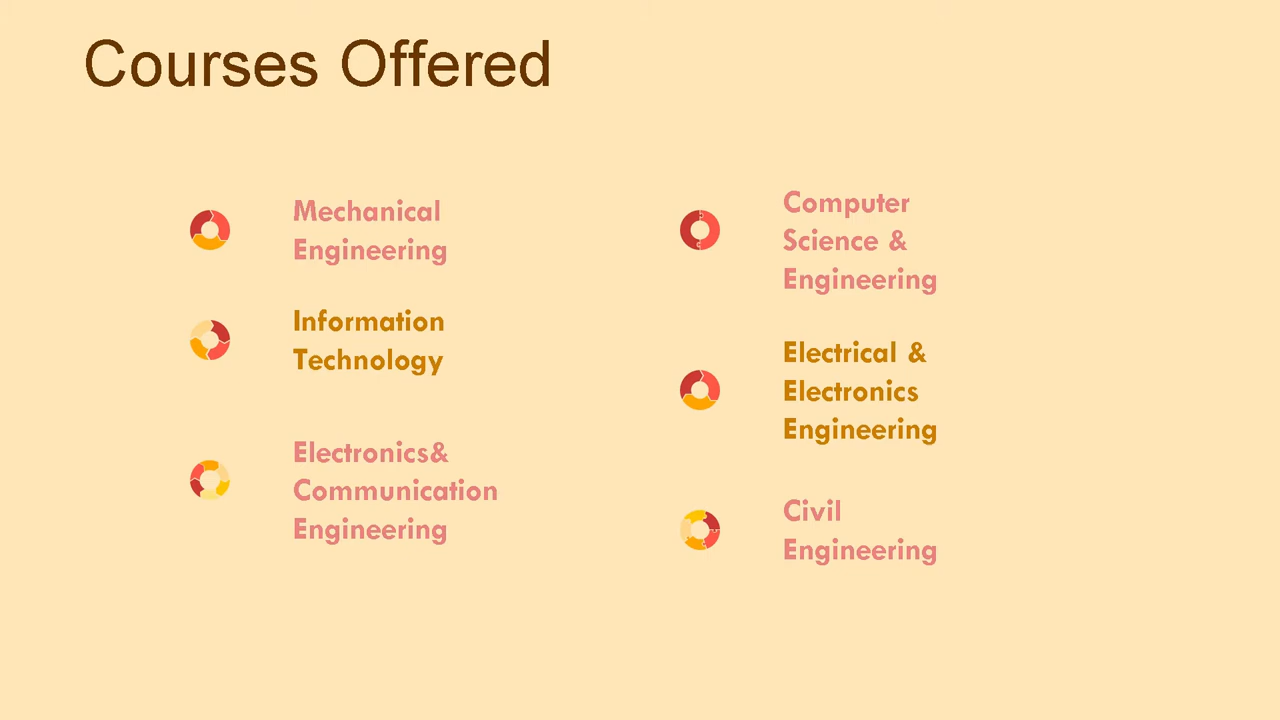 Courses Offered
Mechanical
Engineering
Information
Technology
Electronics&
Communication
Engineering
Computer
Science &
Engineering
Electrical &
Electronics
Engineering
Civil
Engineering